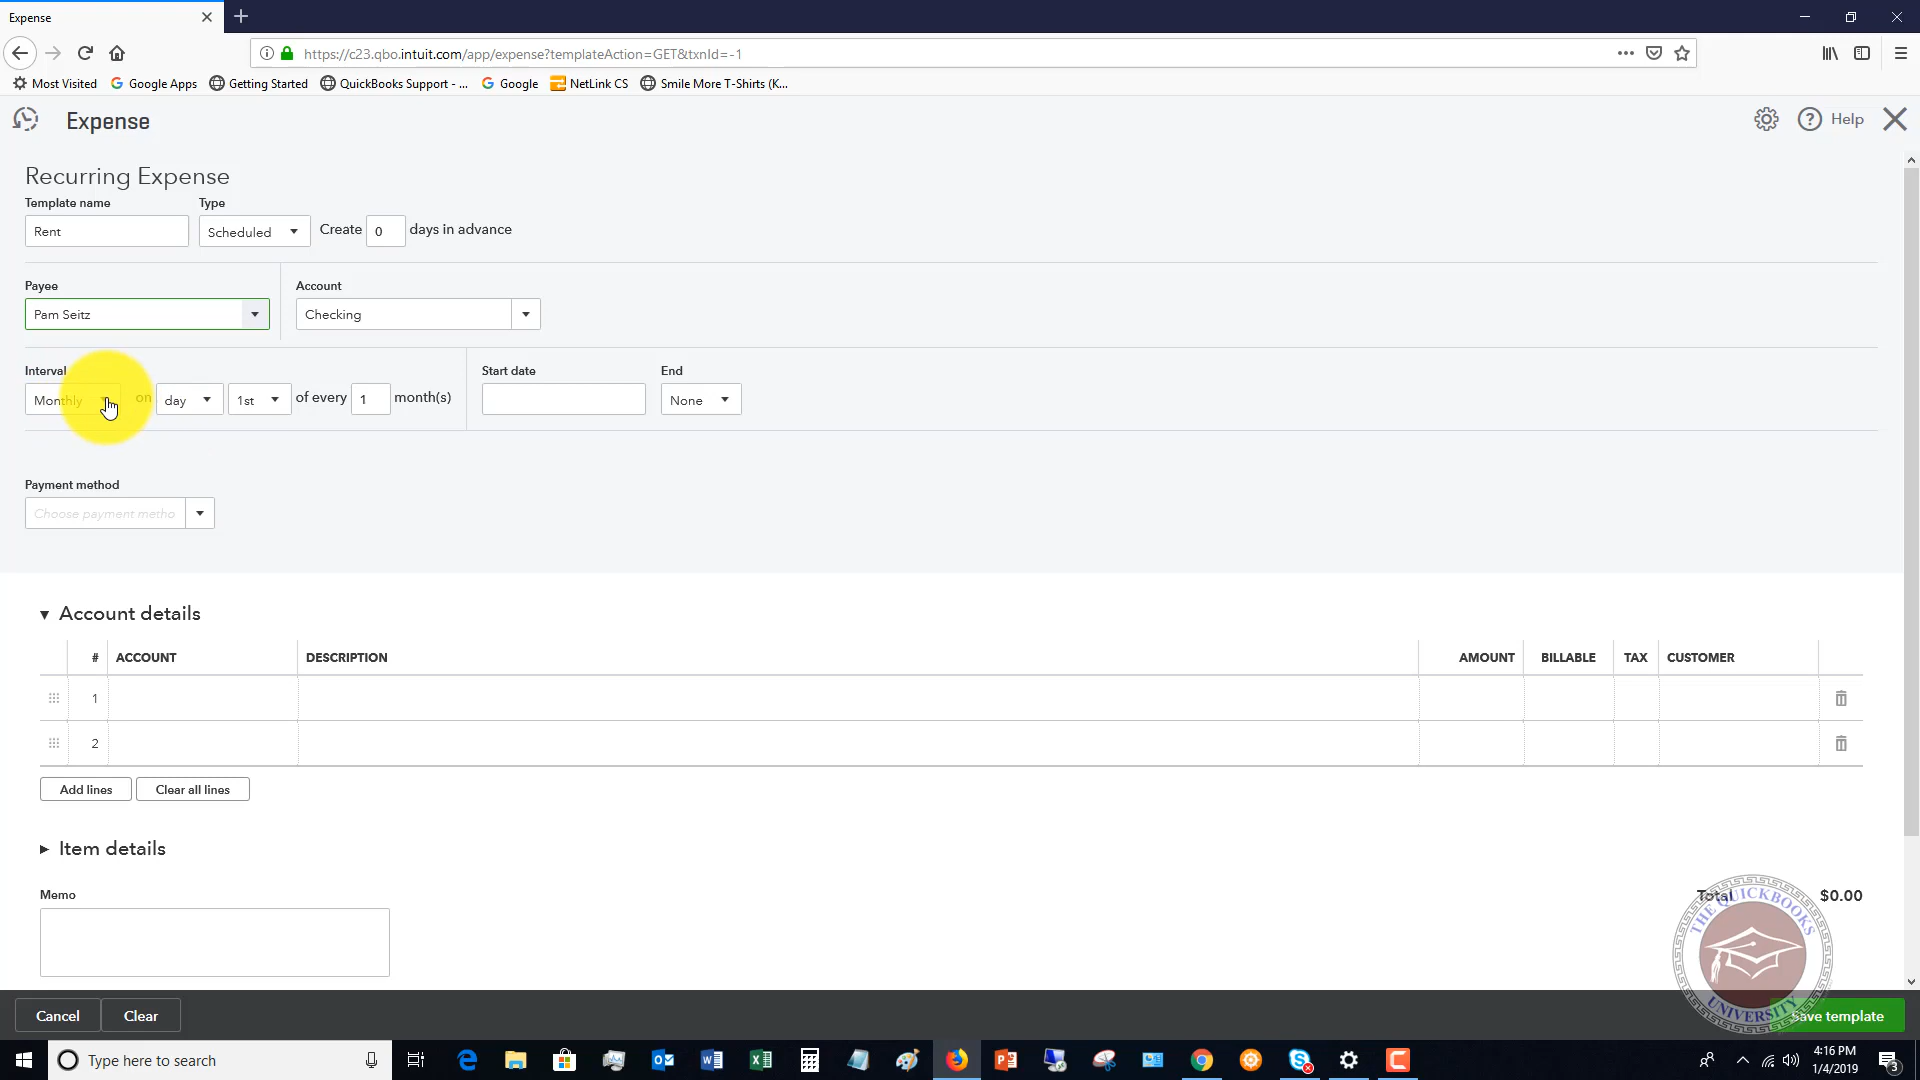 Expense
https://c23.qbo.intuit.com/app/expense?templateAction=GET&txnId=-1
Most Visited Google Apps Getting Started QuickBooks Support - ... Google NetLink CS Smile More T-Shirts (K...
Expense
Help
Recurring Expense
Template name Type
Rent Scheduled Create 0 days in advance
Payee Account
Pam Seitz Checking
Interval Start date End
Monthly on day 1st of every 1 month(s) None
Payment method
Choose payment metho
Account details
# ACCOUNT DESCRIPTION AMOUNT BILLABLE TAX CUSTOMER
1
2
Add lines Clear all lines
Item details
Memo Total $0.00
THE QUICKBOOKS UNIVERSITY
Cancel Clear Save template
Type here to search
4:16 PM
1/4/2019
3